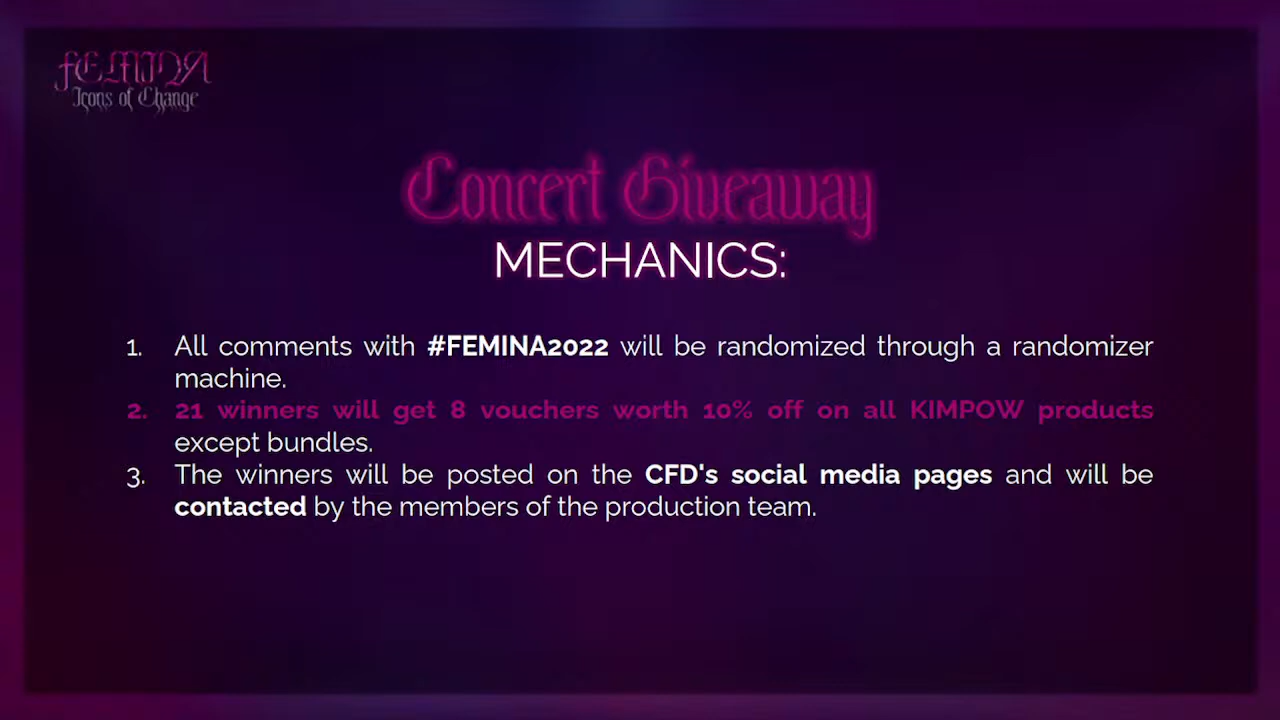 FEMINA
Icons of Change
Concert Giveaway
MECHANICS:
1. All comments with #FEMINA2022 will be randomized through a randomizer
machine.
2. 21 winners will get 8 vouchers worth 10% off on all KIMPOW products
except bundles.
3. The winners will be posted on the CFD's social media pages and will be
contacted by the members of the production team.